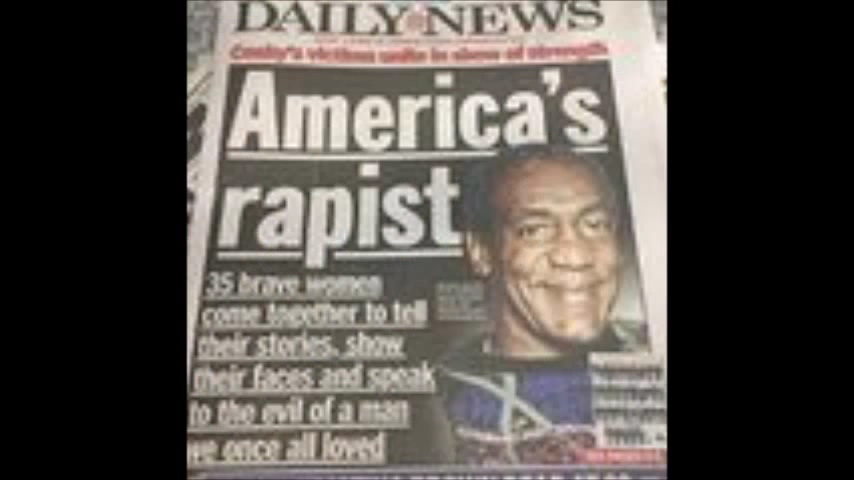 DAILY NEWS
Cosby's victims unite in show of strength
America's
rapist
35 brave women
come together to tell
their stories, show
their faces and speak
to the evil of a man
we once all loved